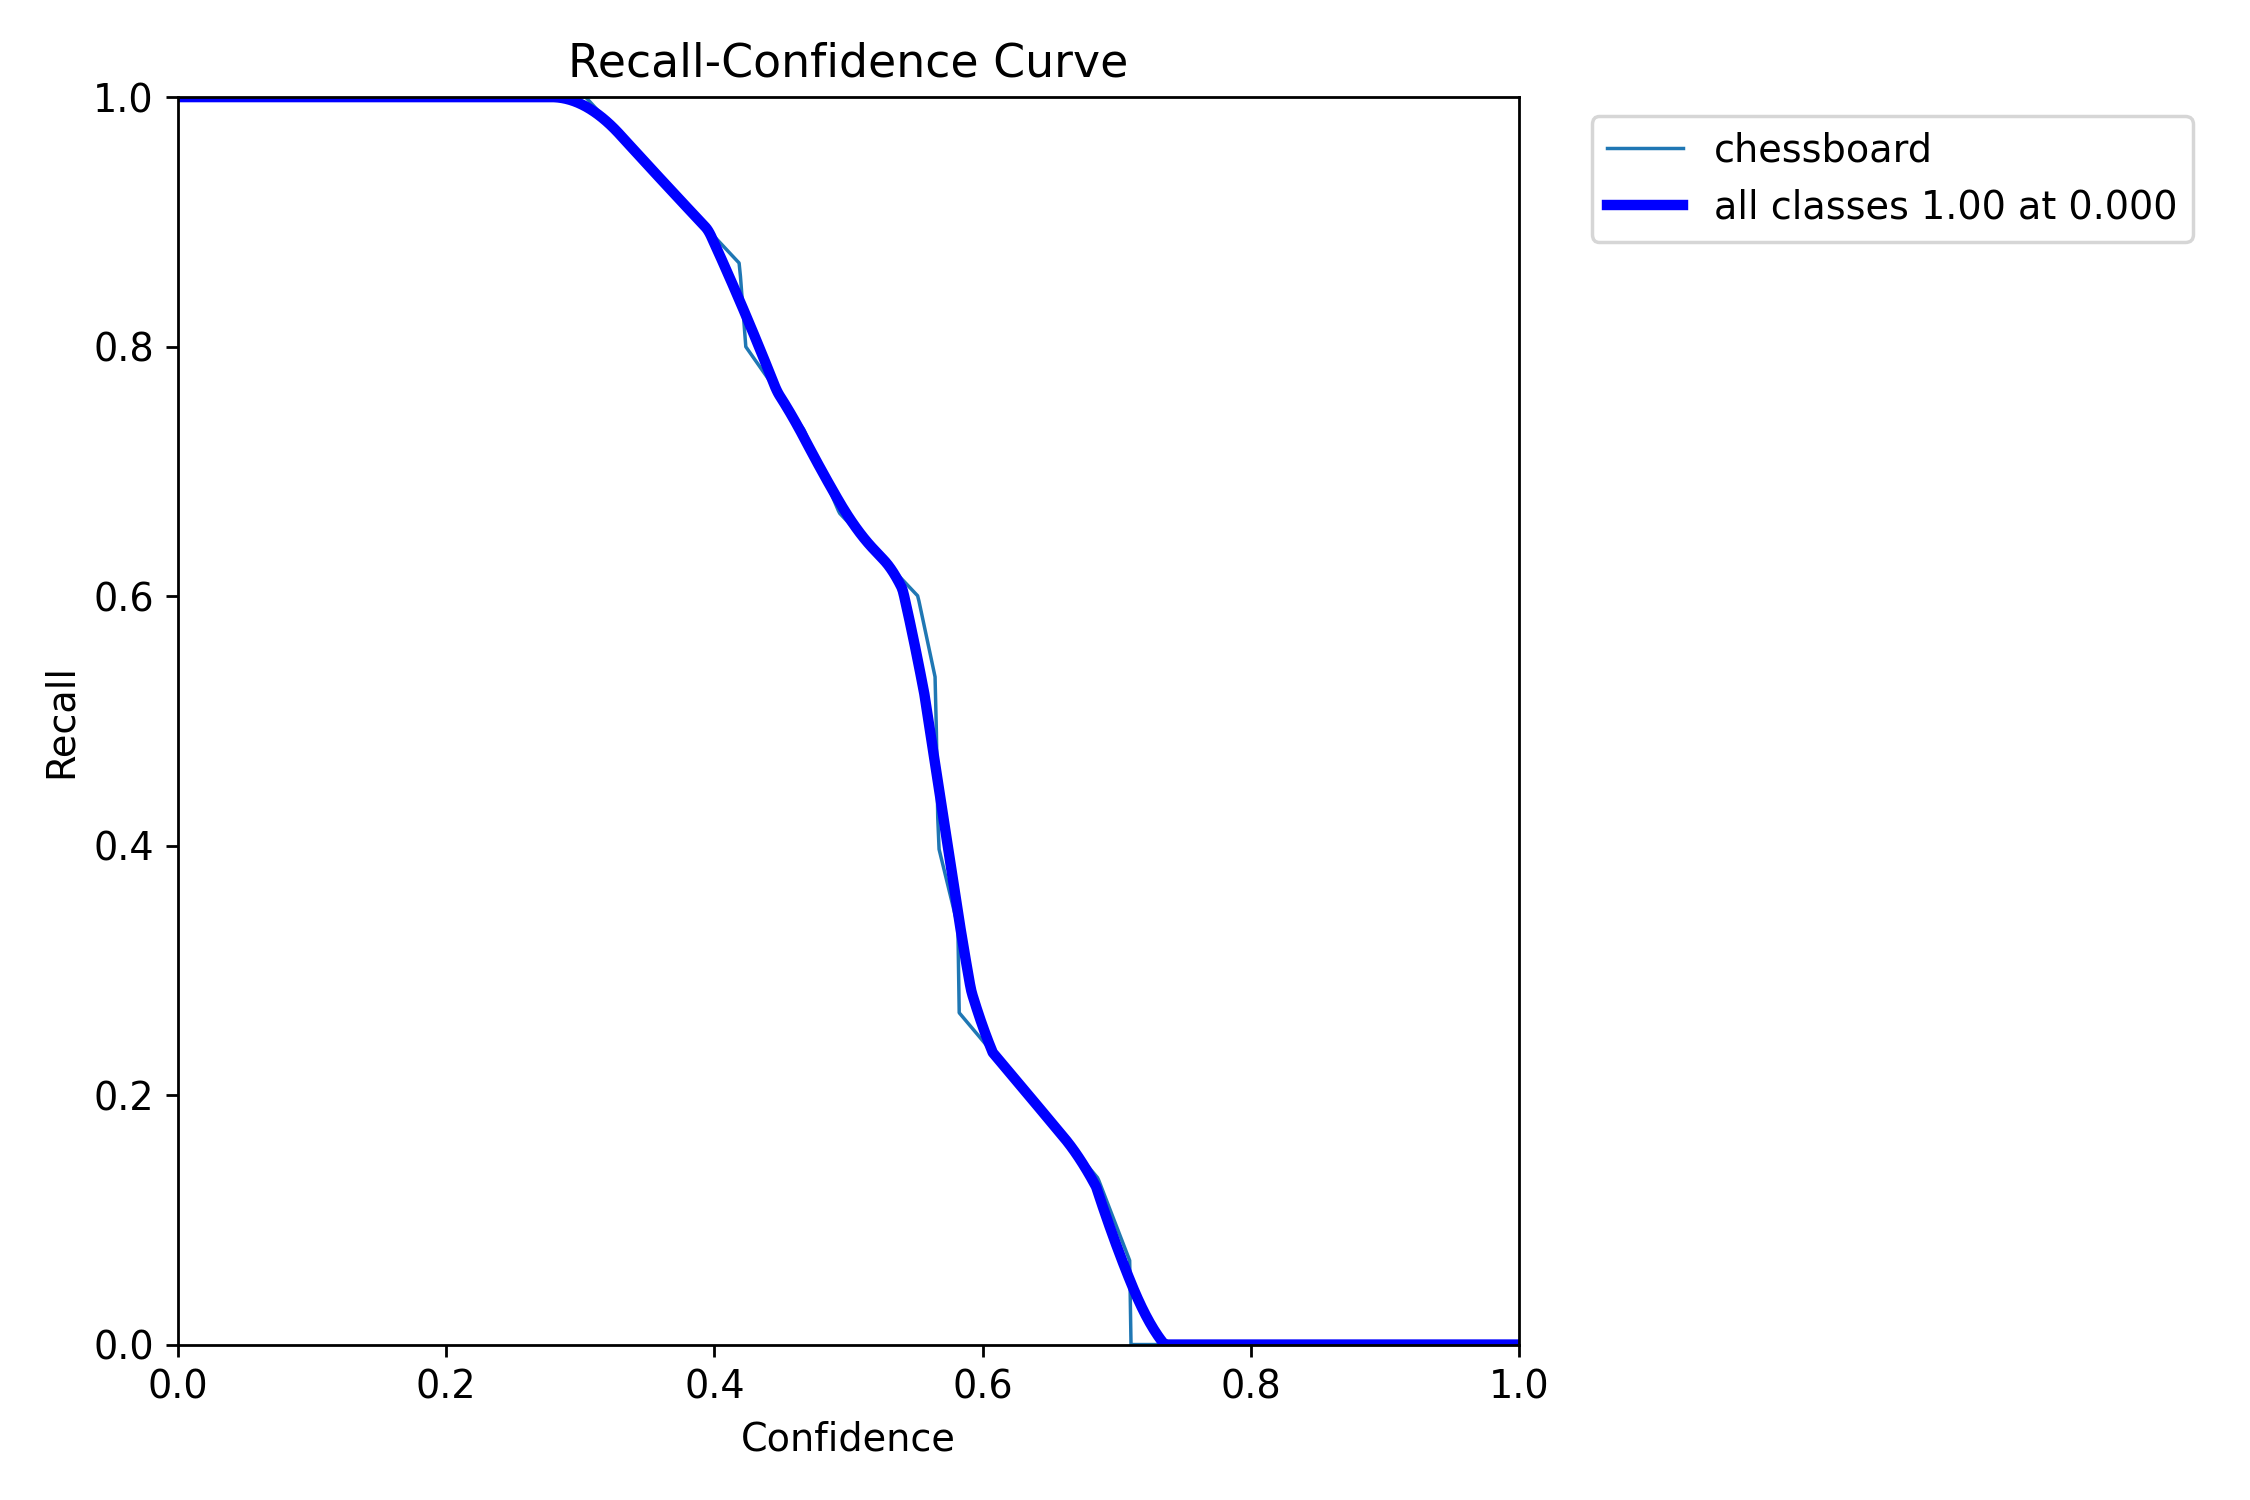 Recall-Confidence Curve
chessboard
all classes 1.00 at 0.000
1.0
0.8
0.6
0.4
0.2
0.0
Recall
0.0 0.2 0.4 0.6 0.8 1.0
Confidence